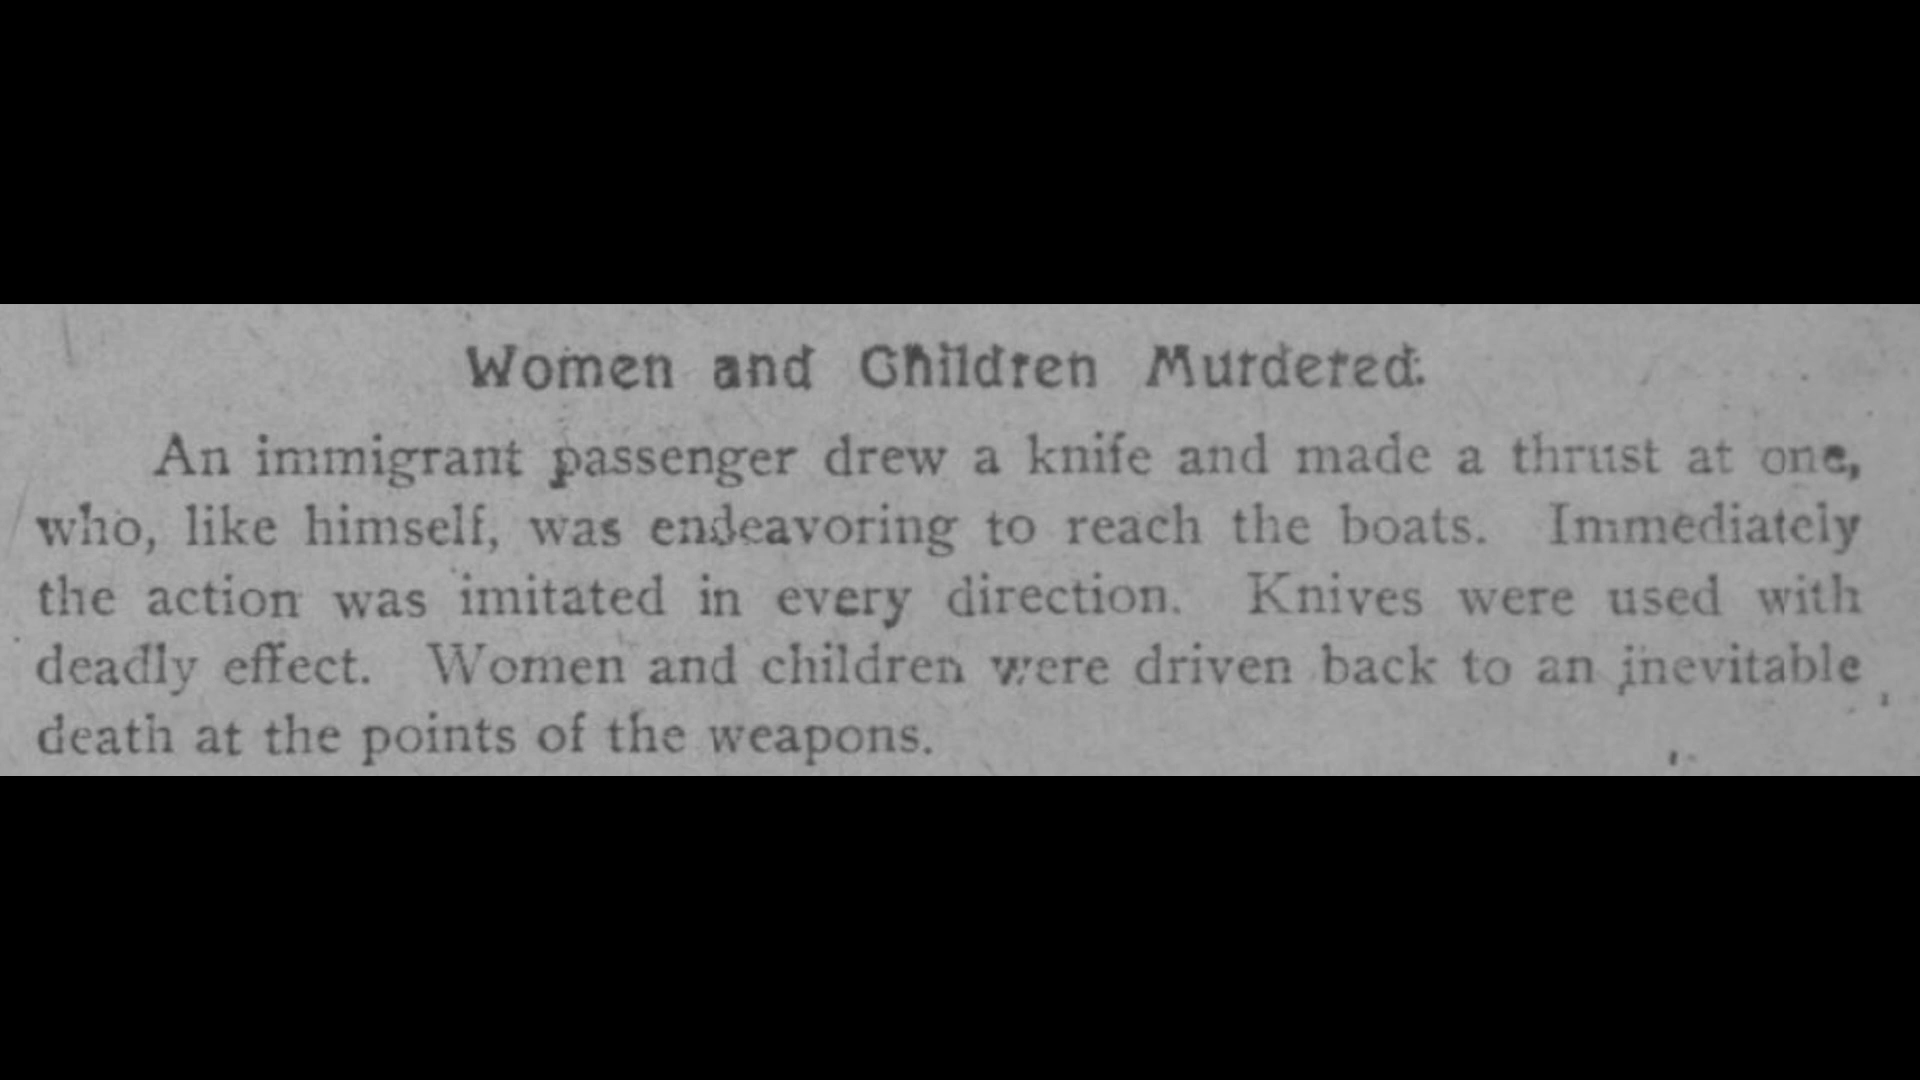 Women and Children Murdered.
An immigrant passenger drew a knife and made a thrust at one,
who, like himself, was endeavoring to reach the boats. Immediately
the action was imitated in every direction. Knives were used with
deadly effect. Women and children were driven back to an inevitable
death at the points of the weapons.